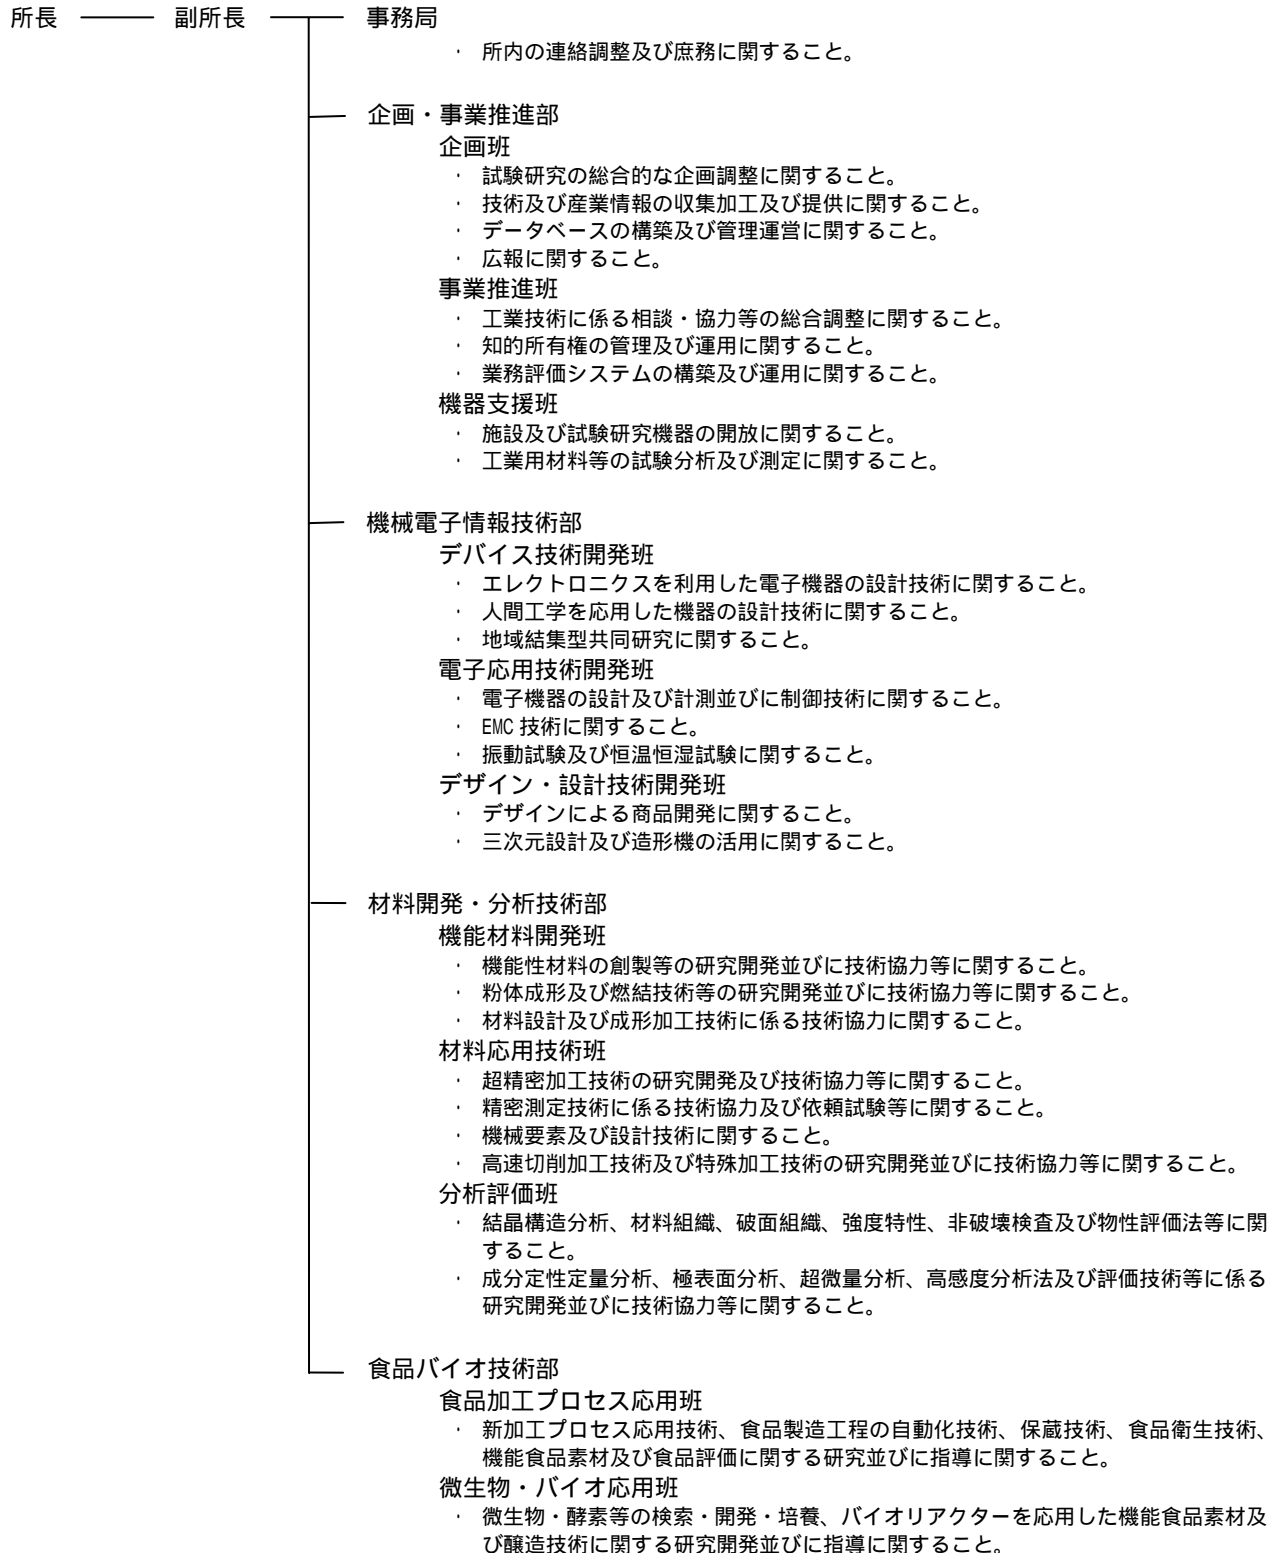 所長 副所長 事務局
・ 所内の連絡調整及び庶務に関すること。
企画・事業推進部
企画班
・ 試験研究の総合的な企画調整に関すること。
・ 技術及び産業情報の収集加工及び提供に関すること。
・ データベースの構築及び管理運営に関すること。
・ 広報に関すること。
事業推進班
・ 工業技術に係る相談・協力等の総合調整に関すること。
・ 知的所有権の管理及び運用に関すること。
・ 業務評価システムの構築及び運用に関すること。
機器支援班
・ 施設及び試験研究機器の開放に関すること。
・ 工業用材料等の試験分析及び測定に関すること。
機械電子情報技術部
デバイス技術開発班
・ エレクトロニクスを利用した電子機器の設計技術に関すること。
・ 人間工学を応用した機器の設計技術に関すること。
・ 地域結集型共同研究に関すること。
電子応用技術開発班
・ 電子機器の設計及び計測並びに制御技術に関すること。
・ EMC 技術に関すること。
・ 振動試験及び恒温恒湿試験に関すること。
デザイン・設計技術開発班
・ デザインによる商品開発に関すること。
・ 三次元設計及び造形機の活用に関すること。
材料開発・分析技術部
機能材料開発班
・ 機能性材料の創製等の研究開発並びに技術協力等に関すること。
・ 粉体成形及び燃結技術等の研究開発並びに技術協力等に関すること。
・ 材料設計及び成形加工技術に係る技術協力に関すること。
材料応用技術班
・ 超精密加工技術の研究開発及び技術協力等に関すること。
・ 精密測定技術に係る技術協力及び依頼試験等に関すること。
・ 機械要素及び設計技術に関すること。
・ 高速切削加工技術及び特殊加工技術の研究開発並びに技術協力等に関すること。
分析評価班
・ 結晶構造分析、材料組織、破面組織、強度特性、非破壊検査及び物性評価法等に関
すること。
・ 成分定性定量分析、極表面分析、超微量分析、高感度分析法及び評価技術等に係る
研究開発並びに技術協力等に関すること。
食品バイオ技術部
食品加工プロセス応用班
・ 新加工プロセス応用技術、食品製造工程の自動化技術、保蔵技術、食品衛生技術、
機能食品素材及び食品評価に関する研究並びに指導に関すること。
微生物・バイオ応用班
・ 微生物・酵素等の検索・開発・培養、バイオリアクターを応用した機能食品素材及
び醸造技術に関する研究開発並びに指導に関すること。